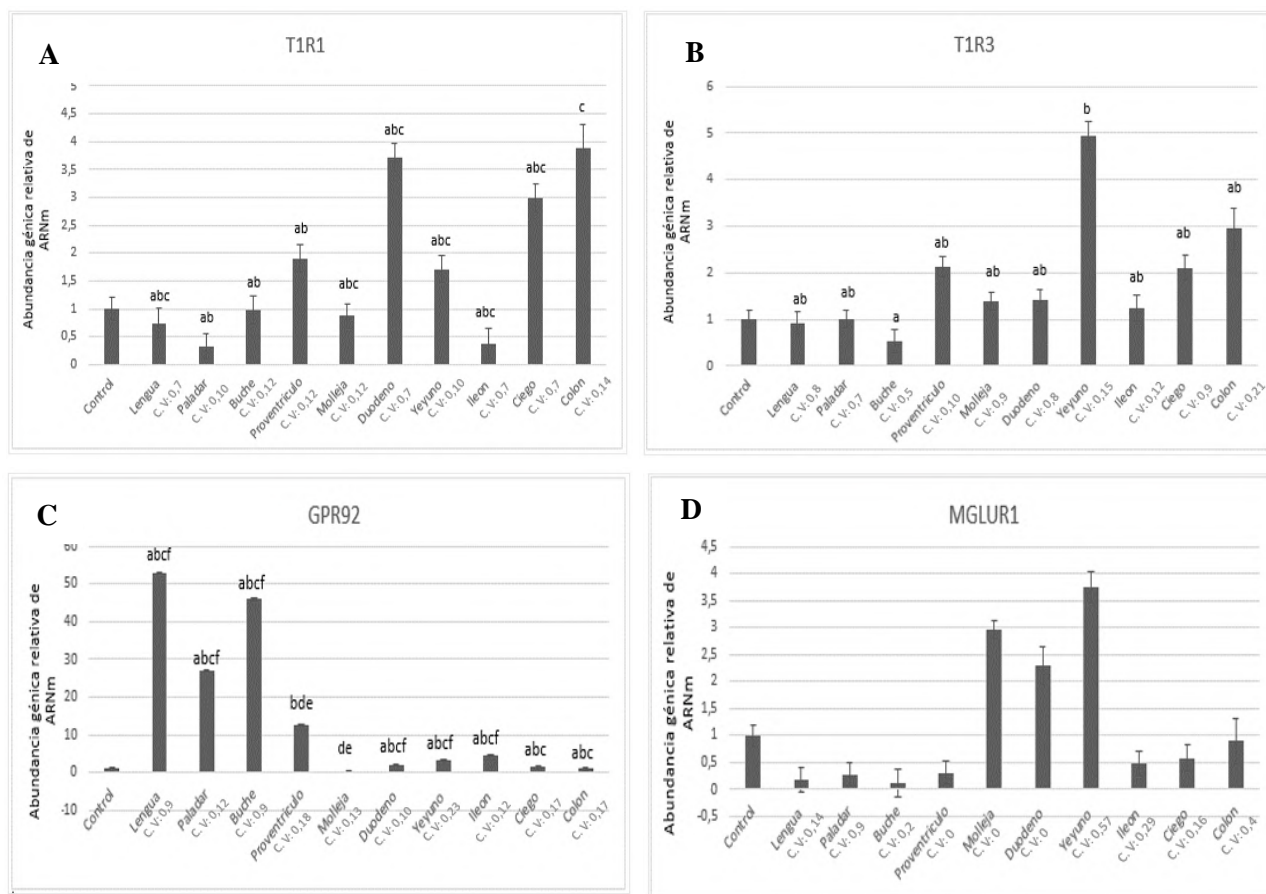 A
T1R1
Abundancia génica relativa de
ARNm
5
4,5
4
3,5
3
2,5
2
1,5
1
0,5
0
abc
ab
ab
ab
abc
abc
abc
abc
abc
c
Control
Lengua
C. V: 0,7
Paladar
C. V: 0,10
Buche
C. V: 0,12
Proventrículo
C. V: 0,12
Molleja
C. V: 0,12
Duodeno
C. V: 0,7
Yeyuno
C. V: 0,10
Ileon
C. V: 0,7
Ciego
C. V: 0,7
Colon
C. V: 0,14
B
T1R3
Abundancia génica relativa de
ARNm
6
5
4
3
2
1
0
ab
ab
a
ab
ab
ab
b
ab
ab
ab
Control
Lengua
C. V: 0,8
Paladar
C. V: 0,7
Buche
C. V: 0,5
Proventrículo
C. V: 0,10
Molleja
C. V: 0,9
Duodeno
C. V: 0,8
Yeyuno
C. V: 0,15
Ileon
C. V: 0,12
Ciego
C. V: 0,9
Colon
C. V: 0,21
C
GPR92
Abundancia génica relativa de
ARNm
60
50
40
30
20
10
0
-10
abcf
abcf
abcf
bde
de
abcf
abcf
abcf
abc
abc
Control
Lengua
C. V: 0,9
Paladar
C. V: 0,12
Buche
C. V: 0,9
Proventrículo
C. V: 0,18
Molleja
C. V: 0,13
Duodeno
C. V: 0,10
Yeyuno
C. V: 0,23
Ileon
C. V: 0,12
Ciego
C. V: 0,17
Colon
C. V: 0,17
D
MGLUR1
Abundancia génica relativa de
ARNm
4,5
4
3,5
3
2,5
2
1,5
1
0,5
0
-0,5
Control
Lengua
C. V: 0,14
Paladar
C. V: 0,9
Buche
C. V: 0,2
Proventrículo
C. V: 0
Molleja
C. V: 0
Duodeno
C. V: 0
Yeyuno
C. V: 0,57
Ileon
C. V: 0,29
Ciego
C. V: 0,16
Colon
C. V: 0,4